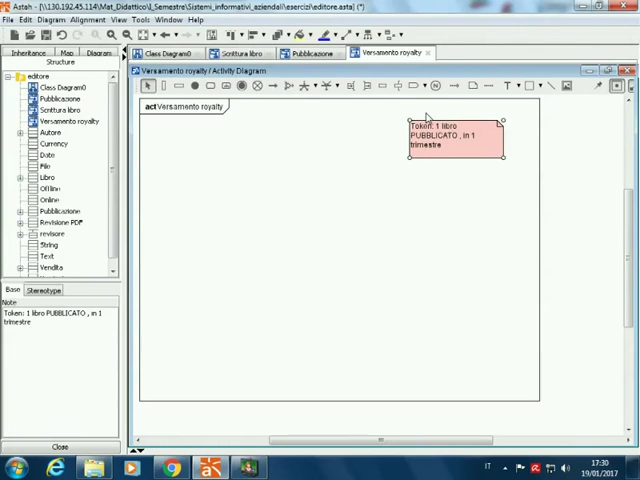 Astah - [\\130.192.45.114\Mat_Didattico\I_Semestre\Sistemi_informativi_aziendali\esercizi\editore.asta] (*)
File Edit Diagram Alignment View Tools Window Help
Inheritance Map Diagram
Structure
editore
Class Diagram0
Pubblicazione
Scrittura libro
Versamento royalty
Autore
Currency
Date
File
Libro
Offline
Online
Pubblicazione
Revisione PDF
revisore
String
Text
Vendita
Base Stereotype
Note
Token: 1 libro PUBBLICATO , in 1
trimestre
Close
Class Diagram0 Scrittura libro Pubblicazione Versamento royalty
Versamento royalty / Activity Diagram
act Versamento royalty
Token: 1 libro
PUBBLICATO , in 1
trimestre
IT
17:30
19/01/2017